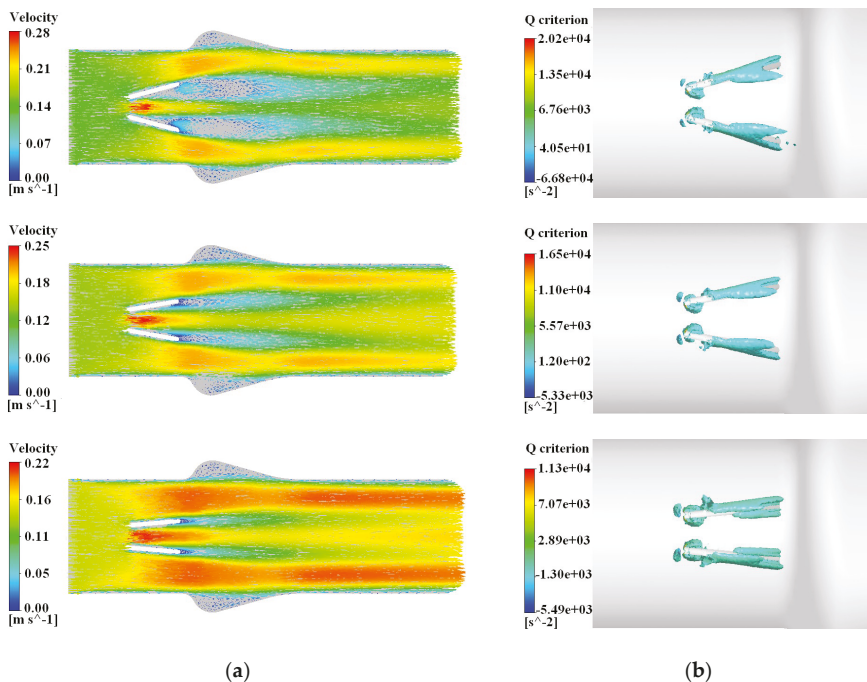 Velocity
0.28
0.21
0.14
0.07
0.00
[m s^-1]
Q criterion
2.02e+04
1.35e+04
6.76e+03
-4.05e+01
-6.68e+04
[s^-2]
Velocity
0.25
0.19
0.12
0.06
0.00
[m s^-1]
Q criterion
1.65e+04
1.10e+04
5.57e+03
1.20e+02
-5.33e+03
[s^-2]
Velocity
0.22
0.16
0.11
0.05
0.00
[m s^-1]
Q criterion
1.13e+04
7.07e+03
2.89e+03
-1.30e+03
-5.49e+03
[s^-2]
(a)
(b)